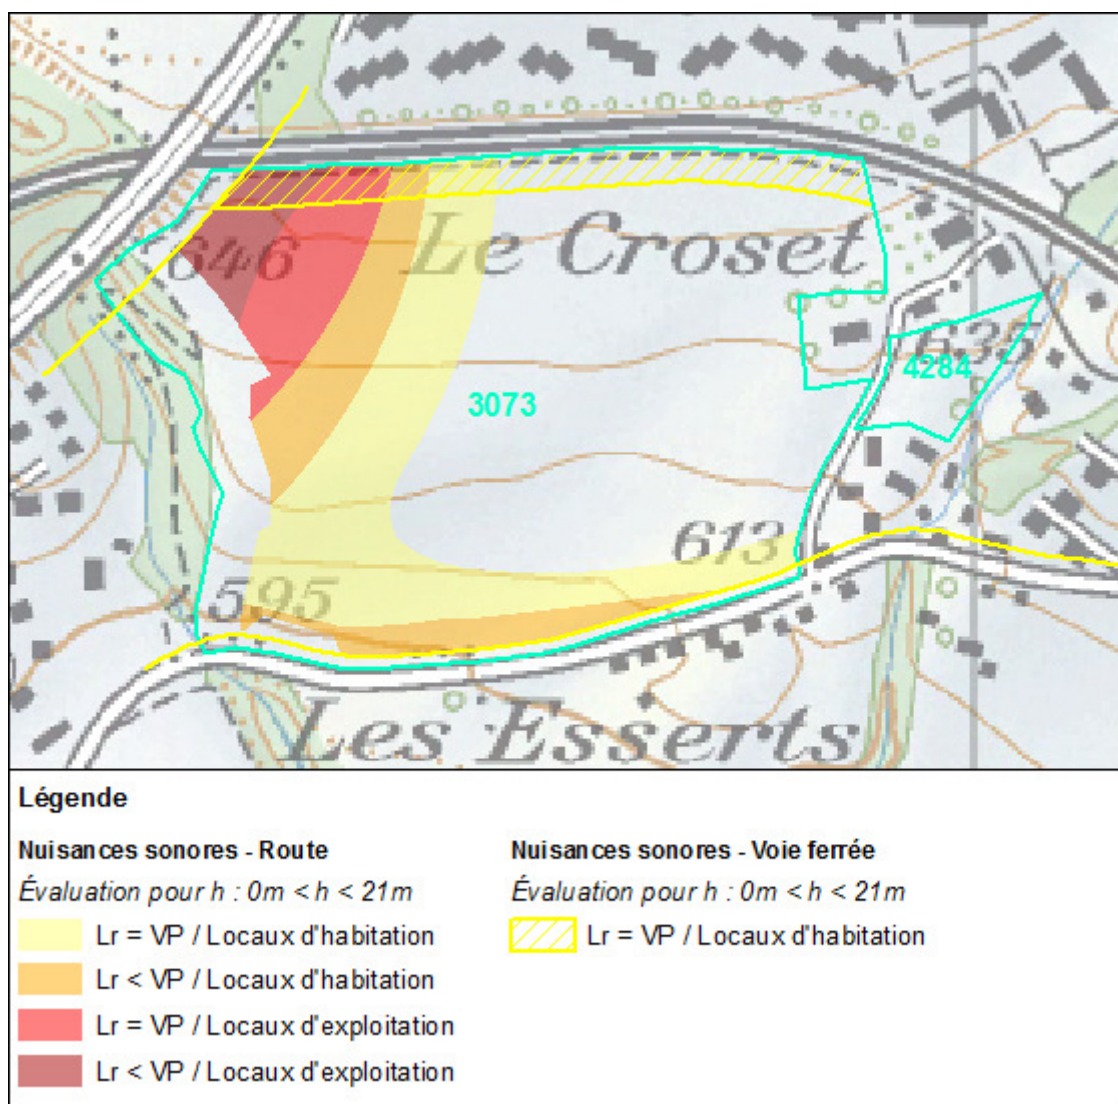 646
Le Croset
635
4284
3073
613
595
Les Esserts
Légende
Nuisances sonores - Route
Évaluation pour h : 0m < h < 21m
Lr = VP / Locaux d'habitation
Lr < VP / Locaux d'habitation
Lr = VP / Locaux d'exploitation
Lr < VP / Locaux d'exploitation
Nuisances sonores - Voie ferrée
Évaluation pour h : 0m < h < 21m
Lr = VP / Locaux d'habitation